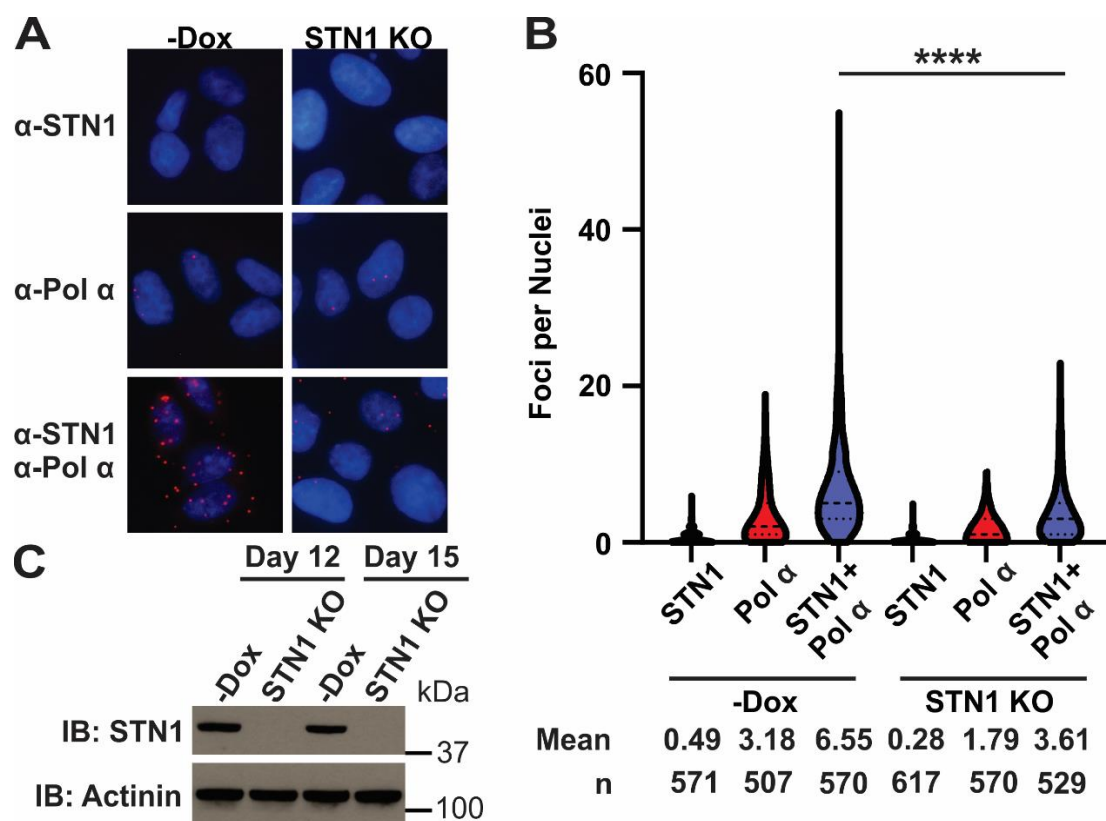 A
-Dox STN1 KO
α-STN1
α-Pol α
α-STN1
α-Pol α
B
60
40
20
0
Foci per Nuclei
****
STN1
Pol α
STN1+
Pol α
STN1
Pol α
STN1+
Pol α
-Dox STN1 KO
Mean 0.49 3.18 6.55 0.28 1.79 3.61
n 571 507 570 617 570 529
C
Day 12 Day 15
-Dox
STN1 KO
-Dox
STN1 KO
kDa
IB: STN1
37
IB: Actinin
100